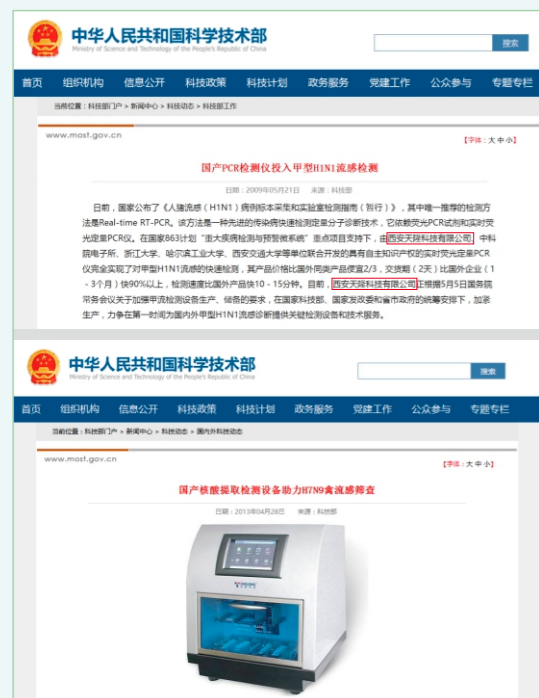 中华人民共和国科学技术部
Ministry of Science and Technology of the People's Republic of China
搜索
首页 组织机构 信息公开 科技政策 科技计划 政务服务 党建工作 公众参与 专题专栏
当前位置：科技部门户 > 新闻中心 > 科技动态 > 科技部工作
www.most.gov.cn
【字体：大 中 小】
国产PCR检测仪投入甲型H1N1流感检测
日期：2009年05月21日 来源：科技部
日前，国家公布了《人猪流感（H1N1）病例标本采集和实验室检测指南（暂行）》，其中唯一推荐的检测方
法是Real-time RT-PCR。该方法是一种先进的传染病快速检测定量分子诊断技术，它依赖荧光PCR试剂和实时荧
光定量PCR仪。在国家863计划“重大疾病检测与预警微系统”重点项目支持下，由西安天隆科技有限公司、中科
院电子所、浙江大学、哈尔滨工业大学、西安交通大学等单位联合开发的具有自主知识产权的实时荧光定量PCR
仪完全实现了对甲型H1N1流感的快速检测，其产品价格比国外同类产品便宜2/3，交货期（2天）比国外企业（1
- 3个月）快90%以上，检测速度比国外产品快10 - 15分钟。目前，西安天隆科技有限公司正根据5月5日国务院
常务会议关于加强甲流检测设备生产、储备的要求，在国家科技部、国家发改委和省市政府的统筹安排下，加紧
生产，力争在第一时间为国内外甲型H1N1流感诊断提供关键检测设备和技术服务。
中华人民共和国科学技术部
Ministry of Science and Technology of the People's Republic of China
搜索
首页 组织机构 信息公开 科技政策 科技计划 政务服务 党建工作 公众参与 专题专栏
当前位置：科技部门户 > 新闻中心 > 科技动态 > 国内外科技动态
www.most.gov.cn
【字体：大 中 小】
国产核酸提取检测设备助力H7N9禽流感筛查
日期：2013年04月28日 来源：科技部